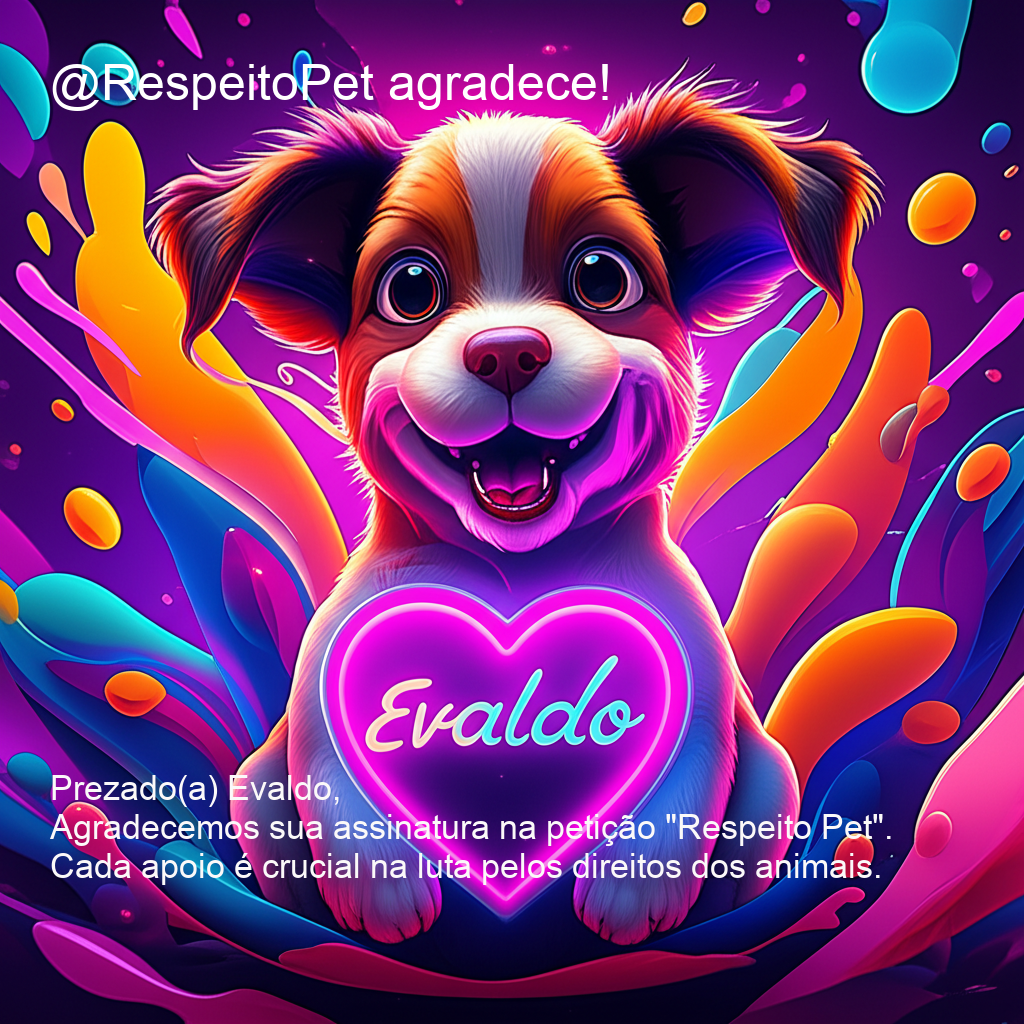 @RespeitoPet agradece!
Evaldo
Prezado(a) Evaldo,
Agradecemos sua assinatura na petição "Respeito Pet".
Cada apoio é crucial na luta pelos direitos dos animais.